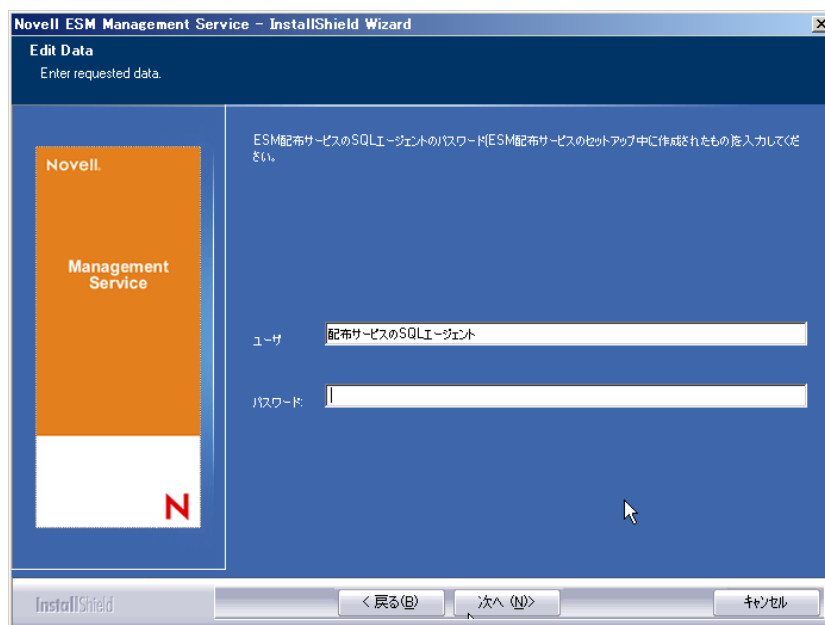 Novell ESM Management Service - InstallShield Wizard
Edit Data
Enter requested data.
ESM配布サービスのSQLエージェントのパスワード(ESM配布サービスのセットアップ中に作成されたもの)を入力してくだ
さい。
Novell.
Management
Service
ユーザ
配布サービスのSQLエージェント
パスワード:
N
InstallShield
< 戻る(B)
次へ (N)>
キャンセル